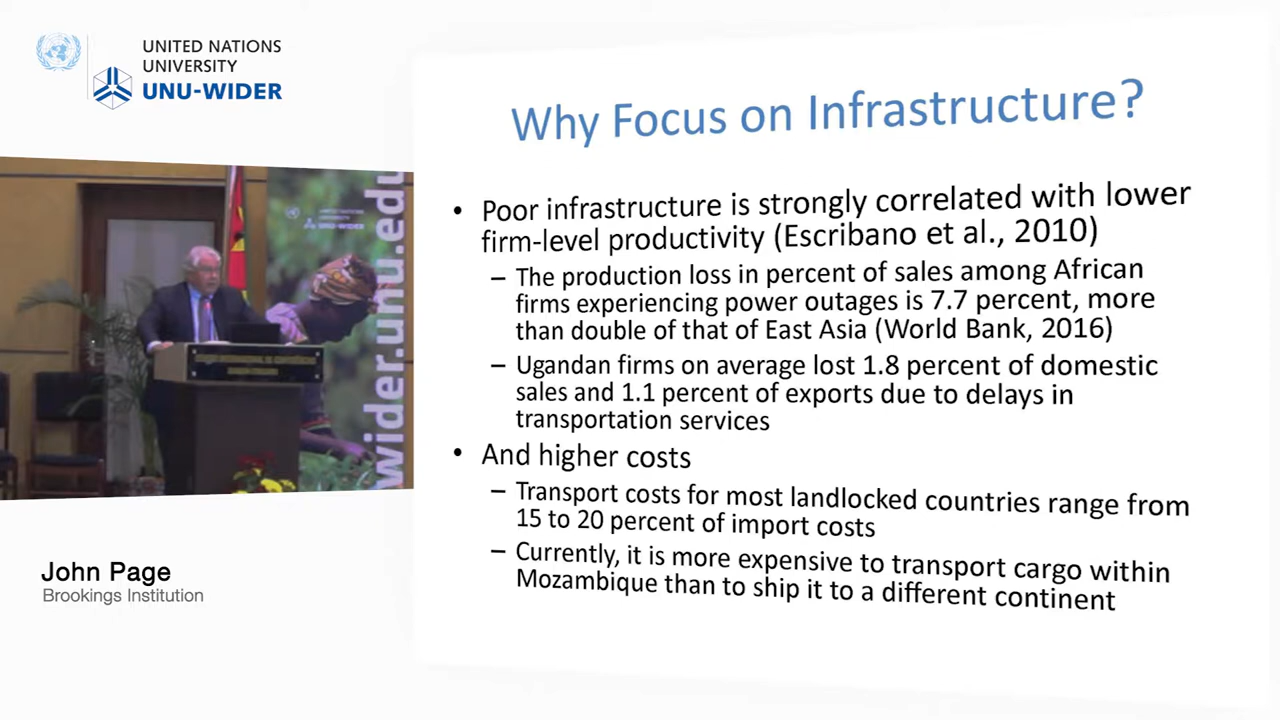 UNITED NATIONS
UNIVERSITY
UNU-WIDER
Why Focus on Infrastructure?
• Poor infrastructure is strongly correlated with lower
firm-level productivity (Escribano et al., 2010)
– The production loss in percent of sales among African
firms experiencing power outages is 7.7 percent, more
than double of that of East Asia (World Bank, 2016)
– Ugandan firms on average lost 1.8 percent of domestic
sales and 1.1 percent of exports due to delays in
transportation services
• And higher costs
– Transport costs for most landlocked countries range from
15 to 20 percent of import costs
– Currently, it is more expensive to transport cargo within
Mozambique than to ship it to a different continent
UNITED NATIONS
UNIVERSITY
UNU-WIDER
wider.unu.edu
John Page
Brookings Institution